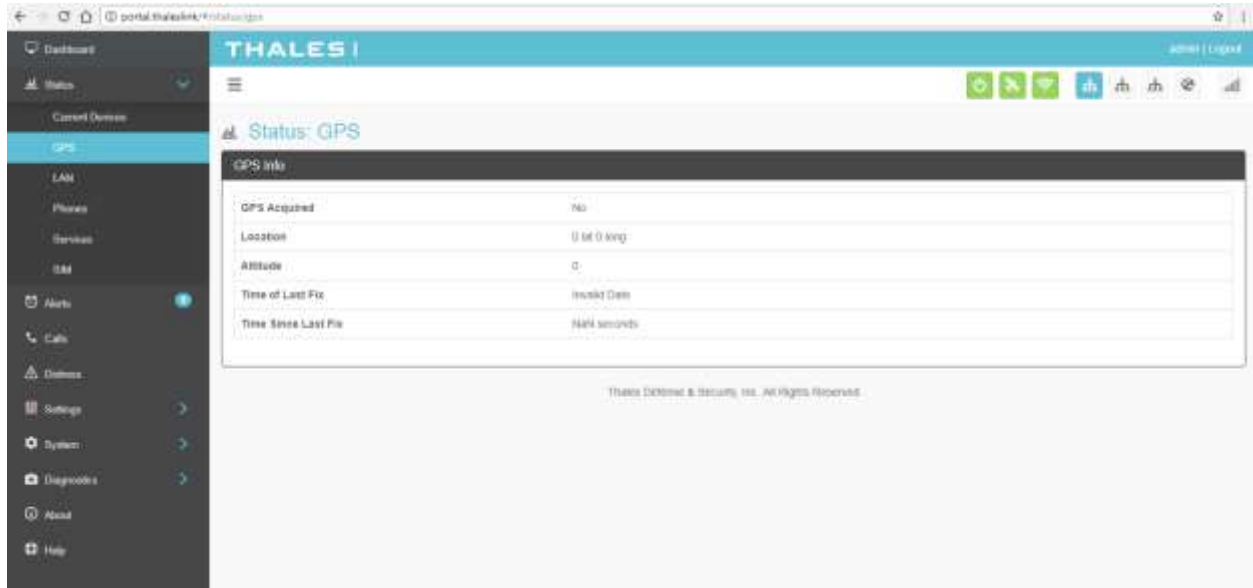 portal.thaleslink/#/status/gps
Dashboard
THALES
admin | Logout
Status
Current Devices
GPS
LAN
Phones
Services
SIM
Alerts
Calls
Distress
Settings
System
Diagnostics
About
Help
Status: GPS
GPS Info
GPS Acquired No
Location 0 lat 0 long
Altitude 0
Time of Last Fix Invalid Date
Time Since Last Fix NaN seconds
Thales Defense & Security, Inc. All Rights Reserved.